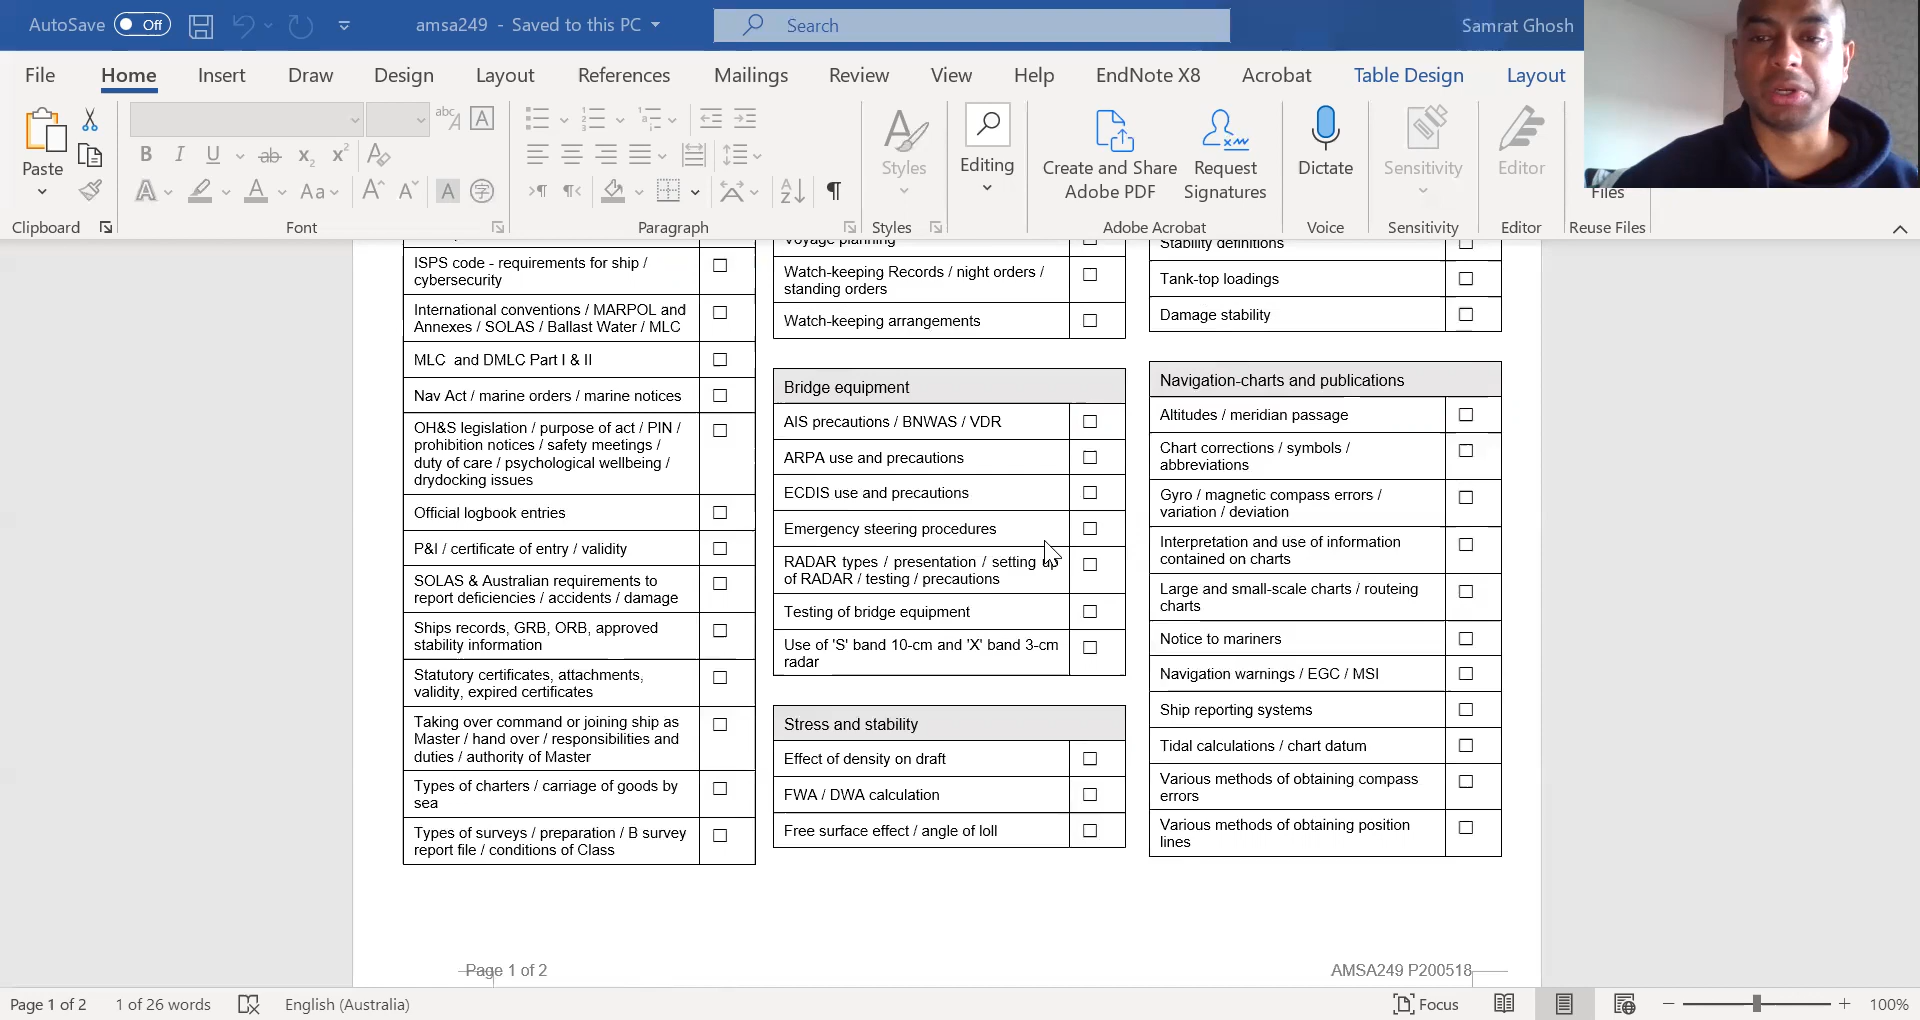 AutoSave Off
amsa249 - Saved to this PC
Search
Samrat Ghosh
File Home Insert Draw Design Layout References Mailings Review View Help EndNote X8 Acrobat Table Design Layout
Paste
Clipboard
B I U ab x2 x2
Aa
Font
Paragraph
Styles
Styles
Editing
Create and Share
Adobe PDF
Request
Signatures
Adobe Acrobat
Dictate
Voice
Sensitivity
Sensitivity
Editor
Editor
Files
Reuse Files
ISPS code - requirements for ship /
cybersecurity
International conventions / MARPOL and
Annexes / SOLAS / Ballast Water / MLC
MLC and DMLC Part I & II
Nav Act / marine orders / marine notices
OH&S legislation / purpose of act / PIN /
prohibition notices / safety meetings /
duty of care / psychological wellbeing /
drydocking issues
Official logbook entries
P&I / certificate of entry / validity
SOLAS & Australian requirements to
report deficiencies / accidents / damage
Ships records, GRB, ORB, approved
stability information
Statutory certificates, attachments,
validity, expired certificates
Taking over command or joining ship as
Master / hand over / responsibilities and
duties / authority of Master
Types of charters / carriage of goods by
sea
Types of surveys / preparation / B survey
report file / conditions of Class
Voyage planning
Watch-keeping Records / night orders /
standing orders
Watch-keeping arrangements
Bridge equipment
AIS precautions / BNWAS / VDR
ARPA use and precautions
ECDIS use and precautions
Emergency steering procedures
RADAR types / presentation / setting up
of RADAR / testing / precautions
Testing of bridge equipment
Use of 'S' band 10-cm and 'X' band 3-cm
radar
Stress and stability
Effect of density on draft
FWA / DWA calculation
Free surface effect / angle of loll
Stability definitions
Tank-top loadings
Damage stability
Navigation-charts and publications
Altitudes / meridian passage
Chart corrections / symbols /
abbreviations
Gyro / magnetic compass errors /
variation / deviation
Interpretation and use of information
contained on charts
Large and small-scale charts / routeing
charts
Notice to mariners
Navigation warnings / EGC / MSI
Ship reporting systems
Tidal calculations / chart datum
Various methods of obtaining compass
errors
Various methods of obtaining position
lines
Page 1 of 2
AMSA249 P200518
Page 1 of 2 1 of 26 words English (Australia) Focus 100%